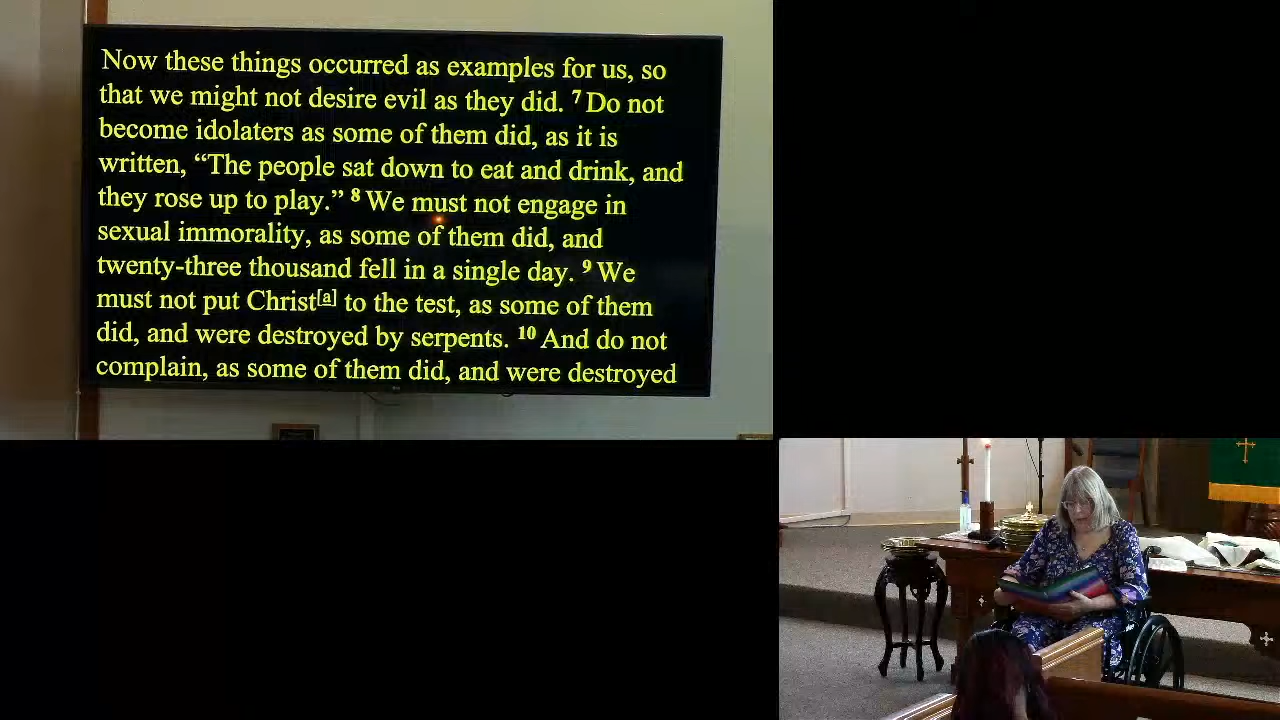 Now these things occurred as examples for us, so
that we might not desire evil as they did. 7 Do not
become idolaters as some of them did, as it is
written, “The people sat down to eat and drink, and
they rose up to play.” 8 We must not engage in
sexual immorality, as some of them did, and
twenty-three thousand fell in a single day. 9 We
must not put Christ[a] to the test, as some of them
did, and were destroyed by serpents. 10 And do not
complain, as some of them did, and were destroyed